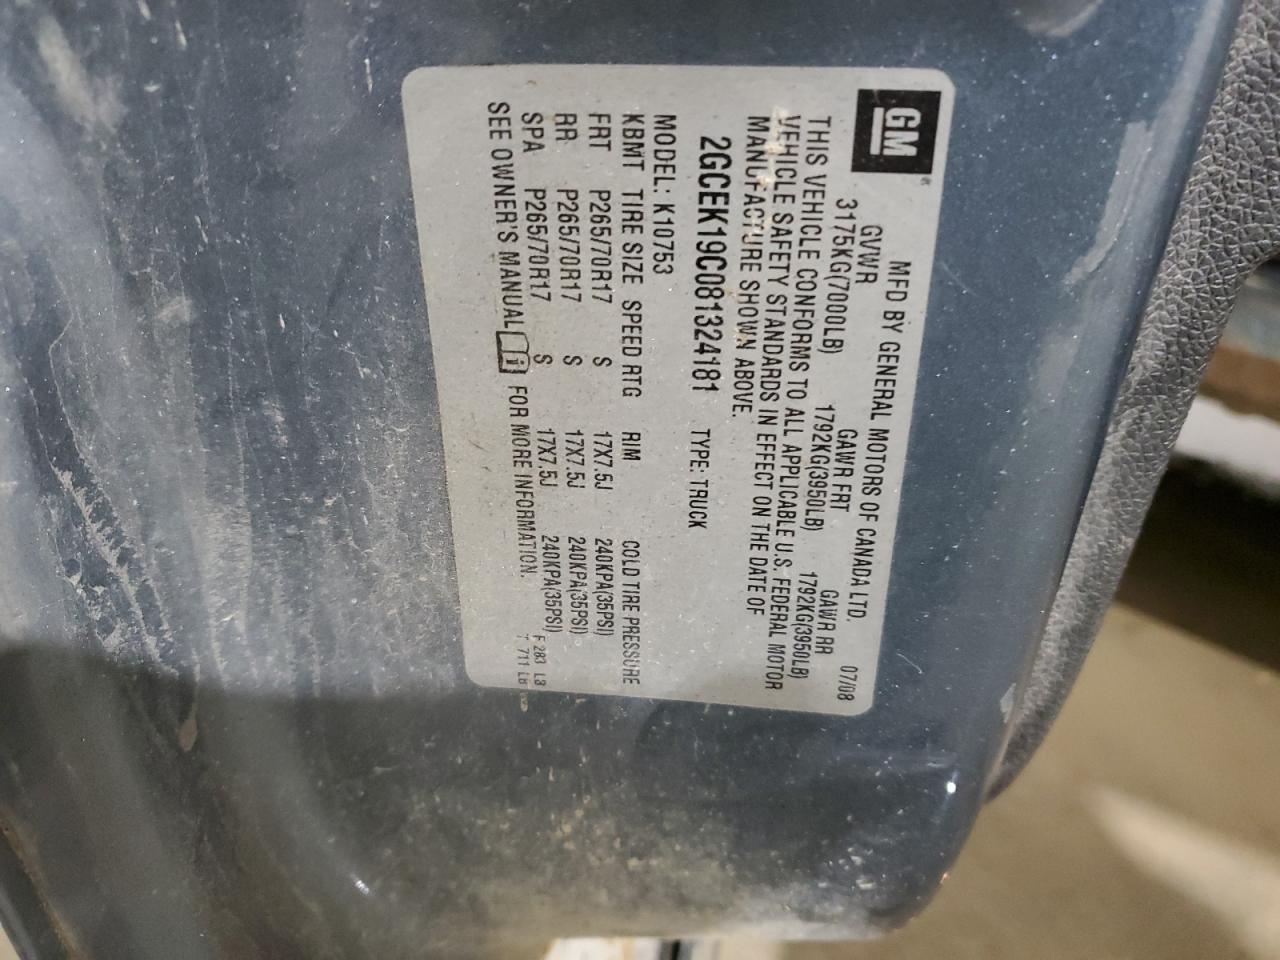 GM
MFD BY GENERAL MOTORS OF CANADA LTD.
GVWR GAWR FRT GAWR RR 07/08
3175KG(7000LB) 1792KG(3950LB) 1792KG(3950LB)
THIS VEHICLE CONFORMS TO ALL APPLICABLE U.S. FEDERAL MOTOR
VEHICLE SAFETY STANDARDS IN EFFECT ON THE DATE OF
MANUFACTURE SHOWN ABOVE.
2GCEK19C081324181 TYPE: TRUCK
MODEL: K10753
KBMT TIRE SIZE SPEED RTG RIM COLD TIRE PRESSURE
FRT P265/70R17 S 17X7.5J 240KPA(35PSI)
RR P265/70R17 S 17X7.5J 240KPA(35PSI)
SPA P265/70R17 S 17X7.5J 240KPA(35PSI)
SEE OWNER'S MANUAL FOR MORE INFORMATION.
F 283 LB
T 711 LB